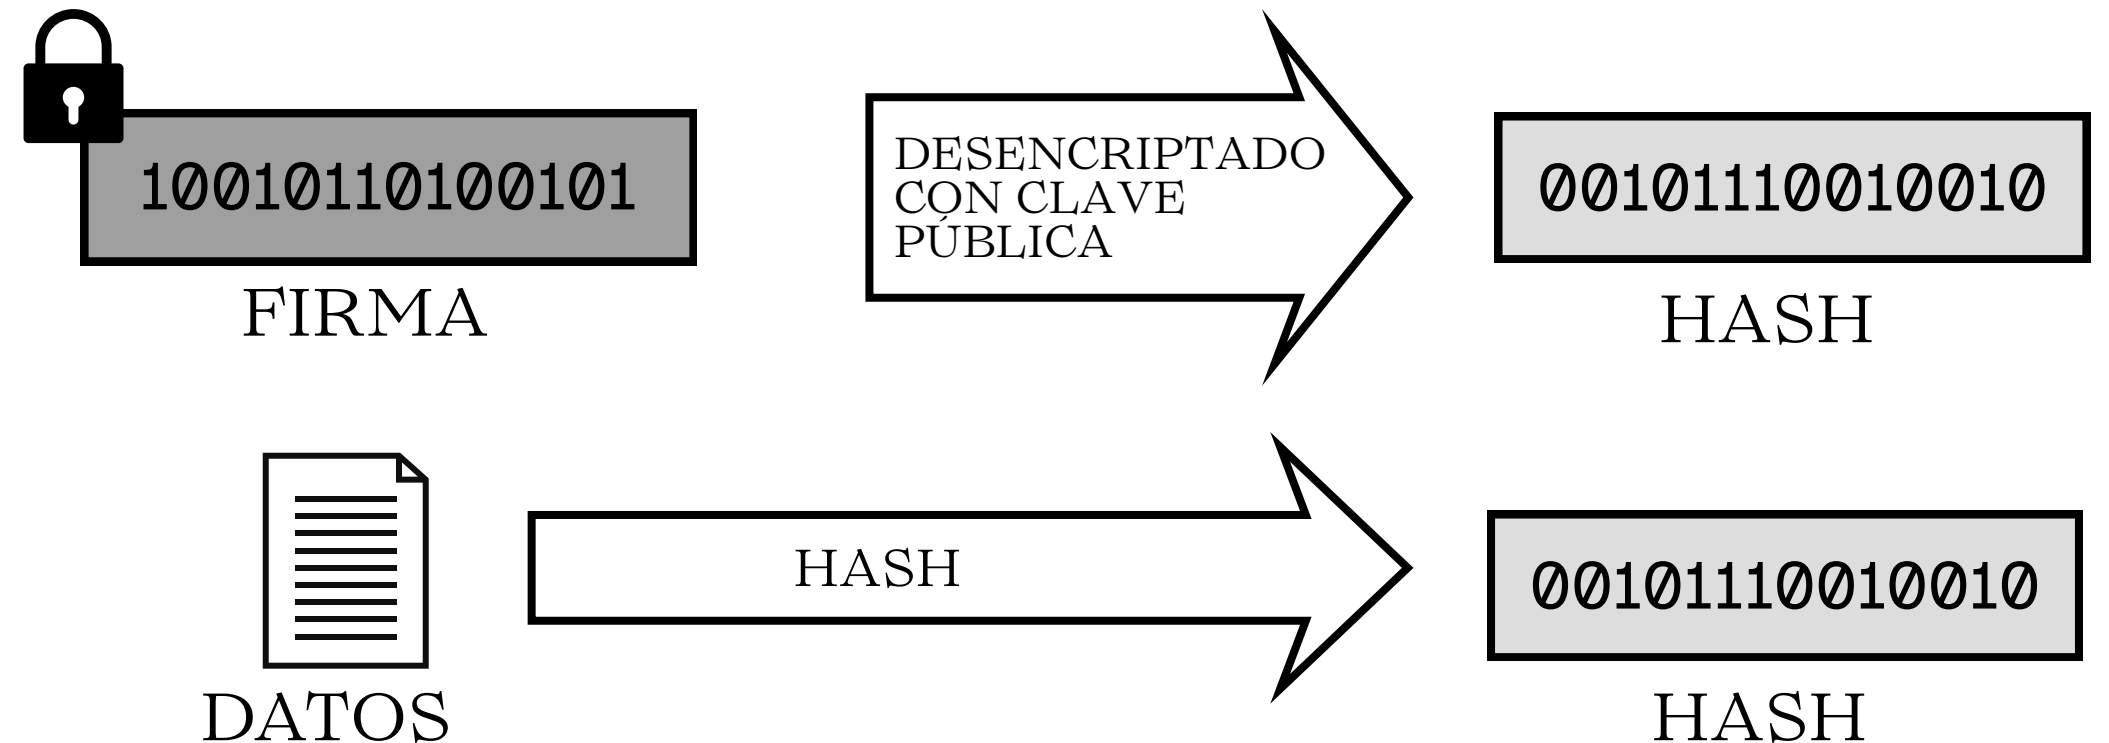 10010110100101
FIRMA
DESENCRIPTADO
CON CLAVE
PÚBLICA
00101110010010
HASH
DATOS
HASH
00101110010010
HASH